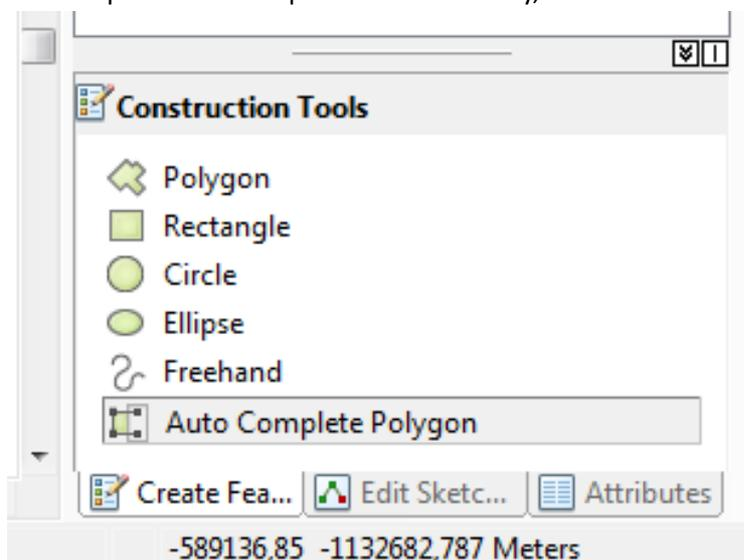 Construction Tools
Polygon
Rectangle
Circle
Ellipse
Freehand
Auto Complete Polygon
Create Fea... Edit Sketc... Attributes
-589136,85 -1132682,787 Meters